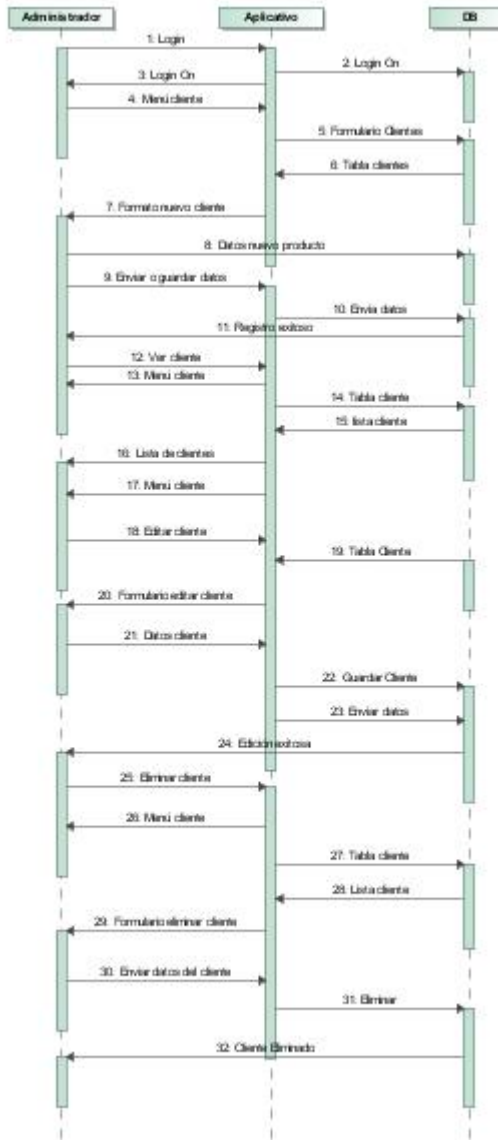 Administrador
Aplicativo
DB
1: Login
2: Login On
3: Login On
4: Menú cliente
5: Formulario Clientes
6: Tabla clientes
7: Formato nuevo cliente
8: Datos nuevo producto
9: Enviar o guardar datos
10: Envia datos
11: Registro exitoso
12: Ver cliente
13: Menú cliente
14: Tabla cliente
15: lista cliente
16: Lista de clientes
17: Menú cliente
18: Editar cliente
19: Tabla Cliente
20: Formulario editar cliente
21: Datos cliente
22: Guardar Cliente
23: Enviar datos
24: Edición exitosa
25: Eliminar cliente
26: Menú cliente
27: Tabla cliente
28: Lista cliente
29: Formulario eliminar cliente
30: Enviar datos del cliente
31: Eliminar
32: Cliente Eliminado